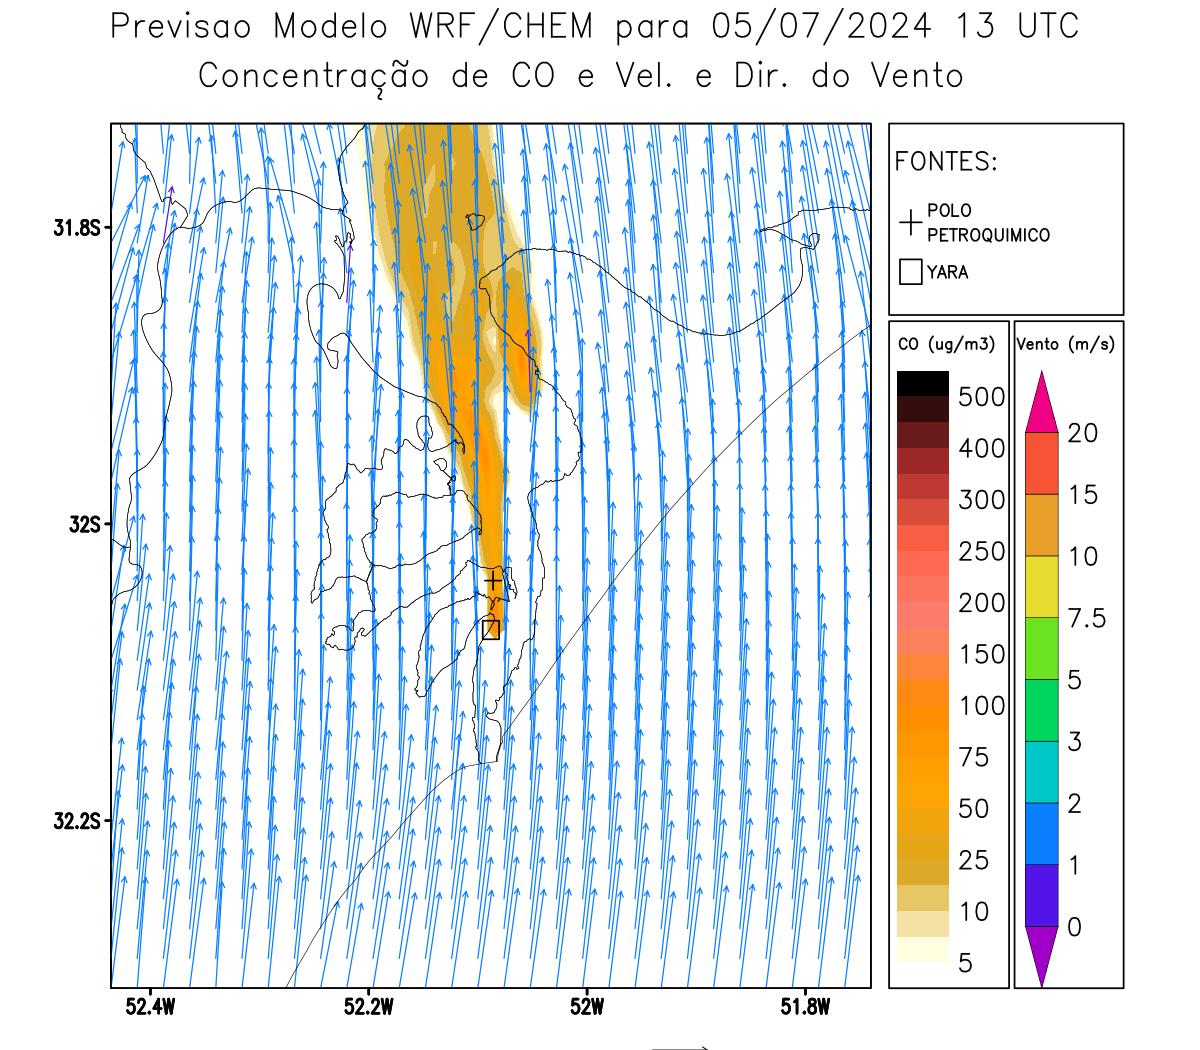 Previsao Modelo WRF/CHEM para 05/07/2024 13 UTC
Concentração de CO e Vel. e Dir. do Vento
FONTES:
POLO
PETROQUIMICO
YARA
31.8S
32S
32.2S
52.4W
52.2W
52W
51.8W
CO (ug/m3)
500
400
300
250
200
150
100
75
50
25
10
5
Vento (m/s)
20
15
10
7.5
5
3
2
1
0